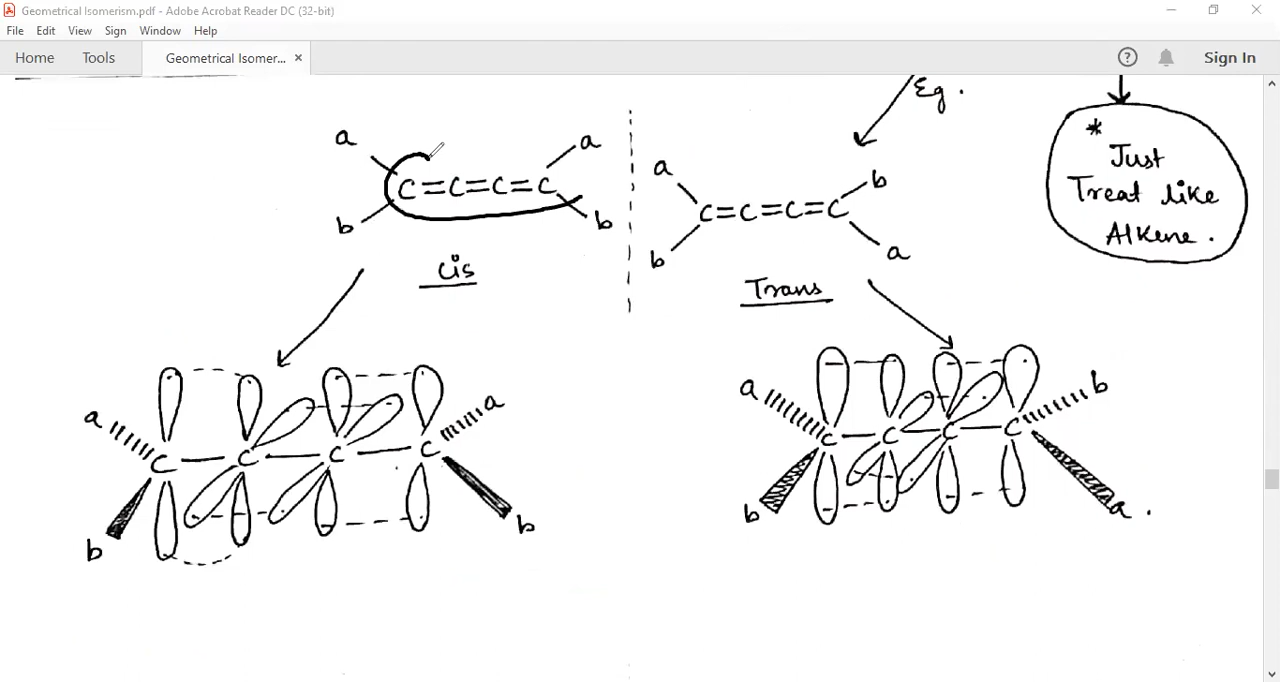 Geometrical Isomerism.pdf - Adobe Acrobat Reader DC (32-bit)
File Edit View Sign Window Help
Home Tools Geometrical Isomer... × ? Sign In
Eg.
*
Just
Treat like
Alkene.
a a
C=C=C=C
b b
Cis
a b
C=C=C=C
b a
Trans
a a
C C C C
b b
a b
C C C C
b a.